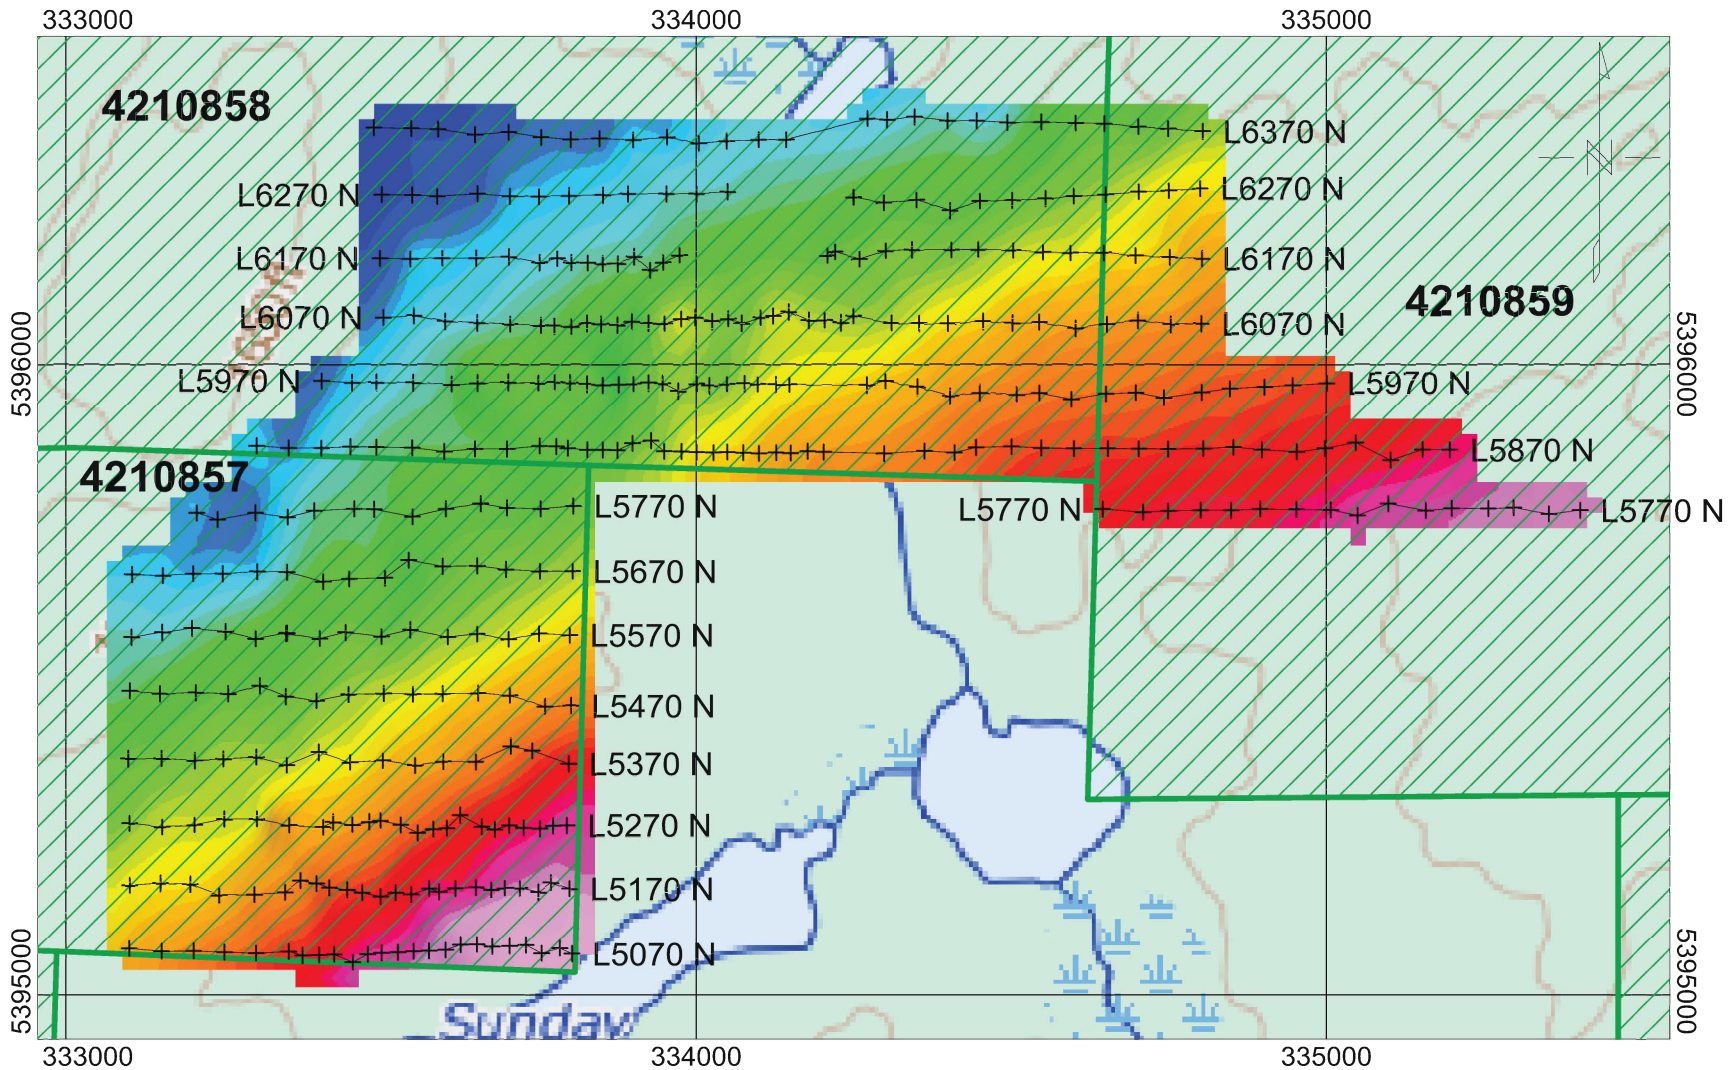 333000 334000 335000
4210858
L6370 N
L6270 N L6270 N
L6170 N L6170 N
4210859
L6070 N L6070 N
5396000 5396000
L5970 N L5970 N
L5870 N
4210857
L5770 N L5770 N L5770 N
L5670 N
L5570 N
L5470 N
L5370 N
L5270 N
L5170 N
L5070 N
5395000 5395000
Sunday
333000 334000 335000